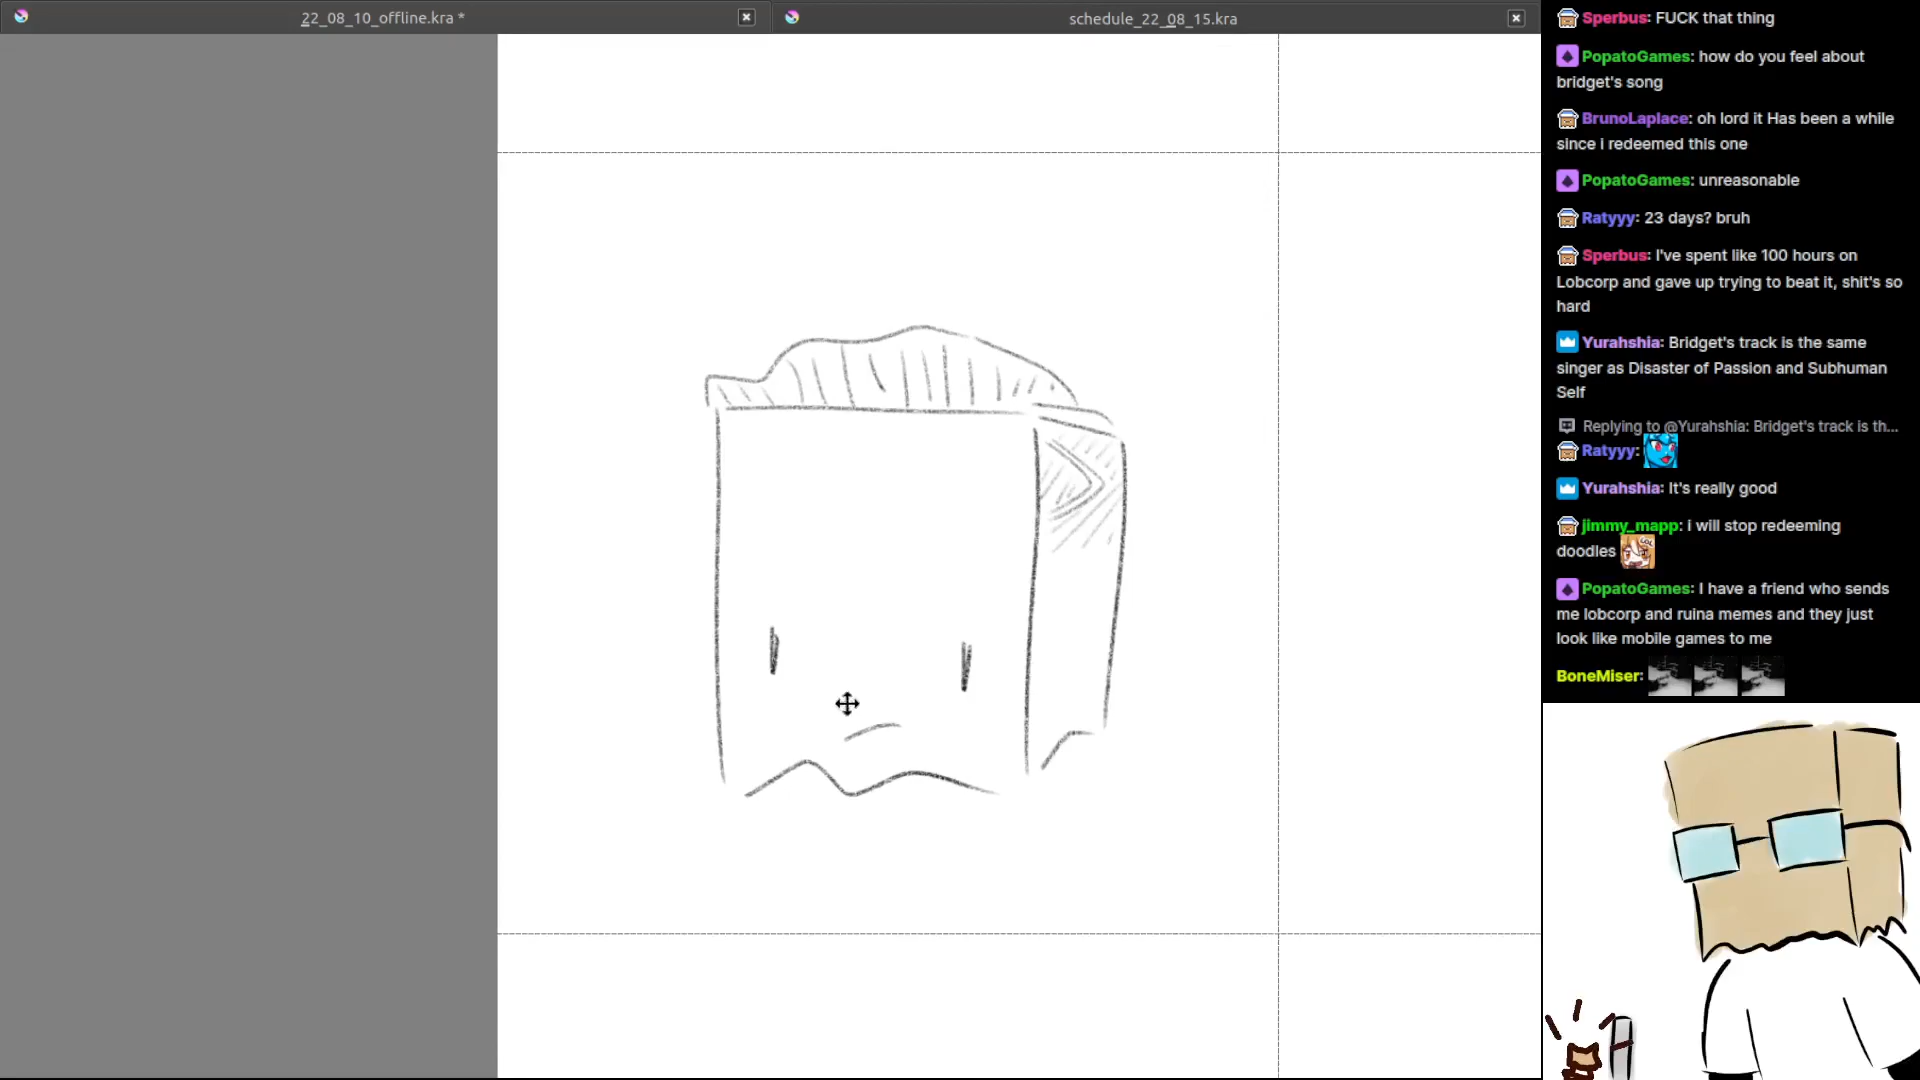 22_08_10_offline.kra *
schedule_22_08_15.kra
Sperbus: FUCK that thing
PopatoGames: how do you feel about
bridget's song
BrunoLaplace: oh lord it Has been a while
since i redeemed this one
PopatoGames: unreasonable
Ratyyy: 23 days? bruh
Sperbus: I've spent like 100 hours on
Lobcorp and gave up trying to beat it, shit's so
hard
Yurahshia: Bridget's track is the same
singer as Disaster of Passion and Subhuman
Self
Replying to @Yurahshia: Bridget's track is th...
Ratyyy:
Yurahshia: It's really good
jimmy_mapp: i will stop redeeming
doodles LOL
PopatoGames: I have a friend who sends
me lobcorp and ruina memes and they just
look like mobile games to me
BoneMiser: